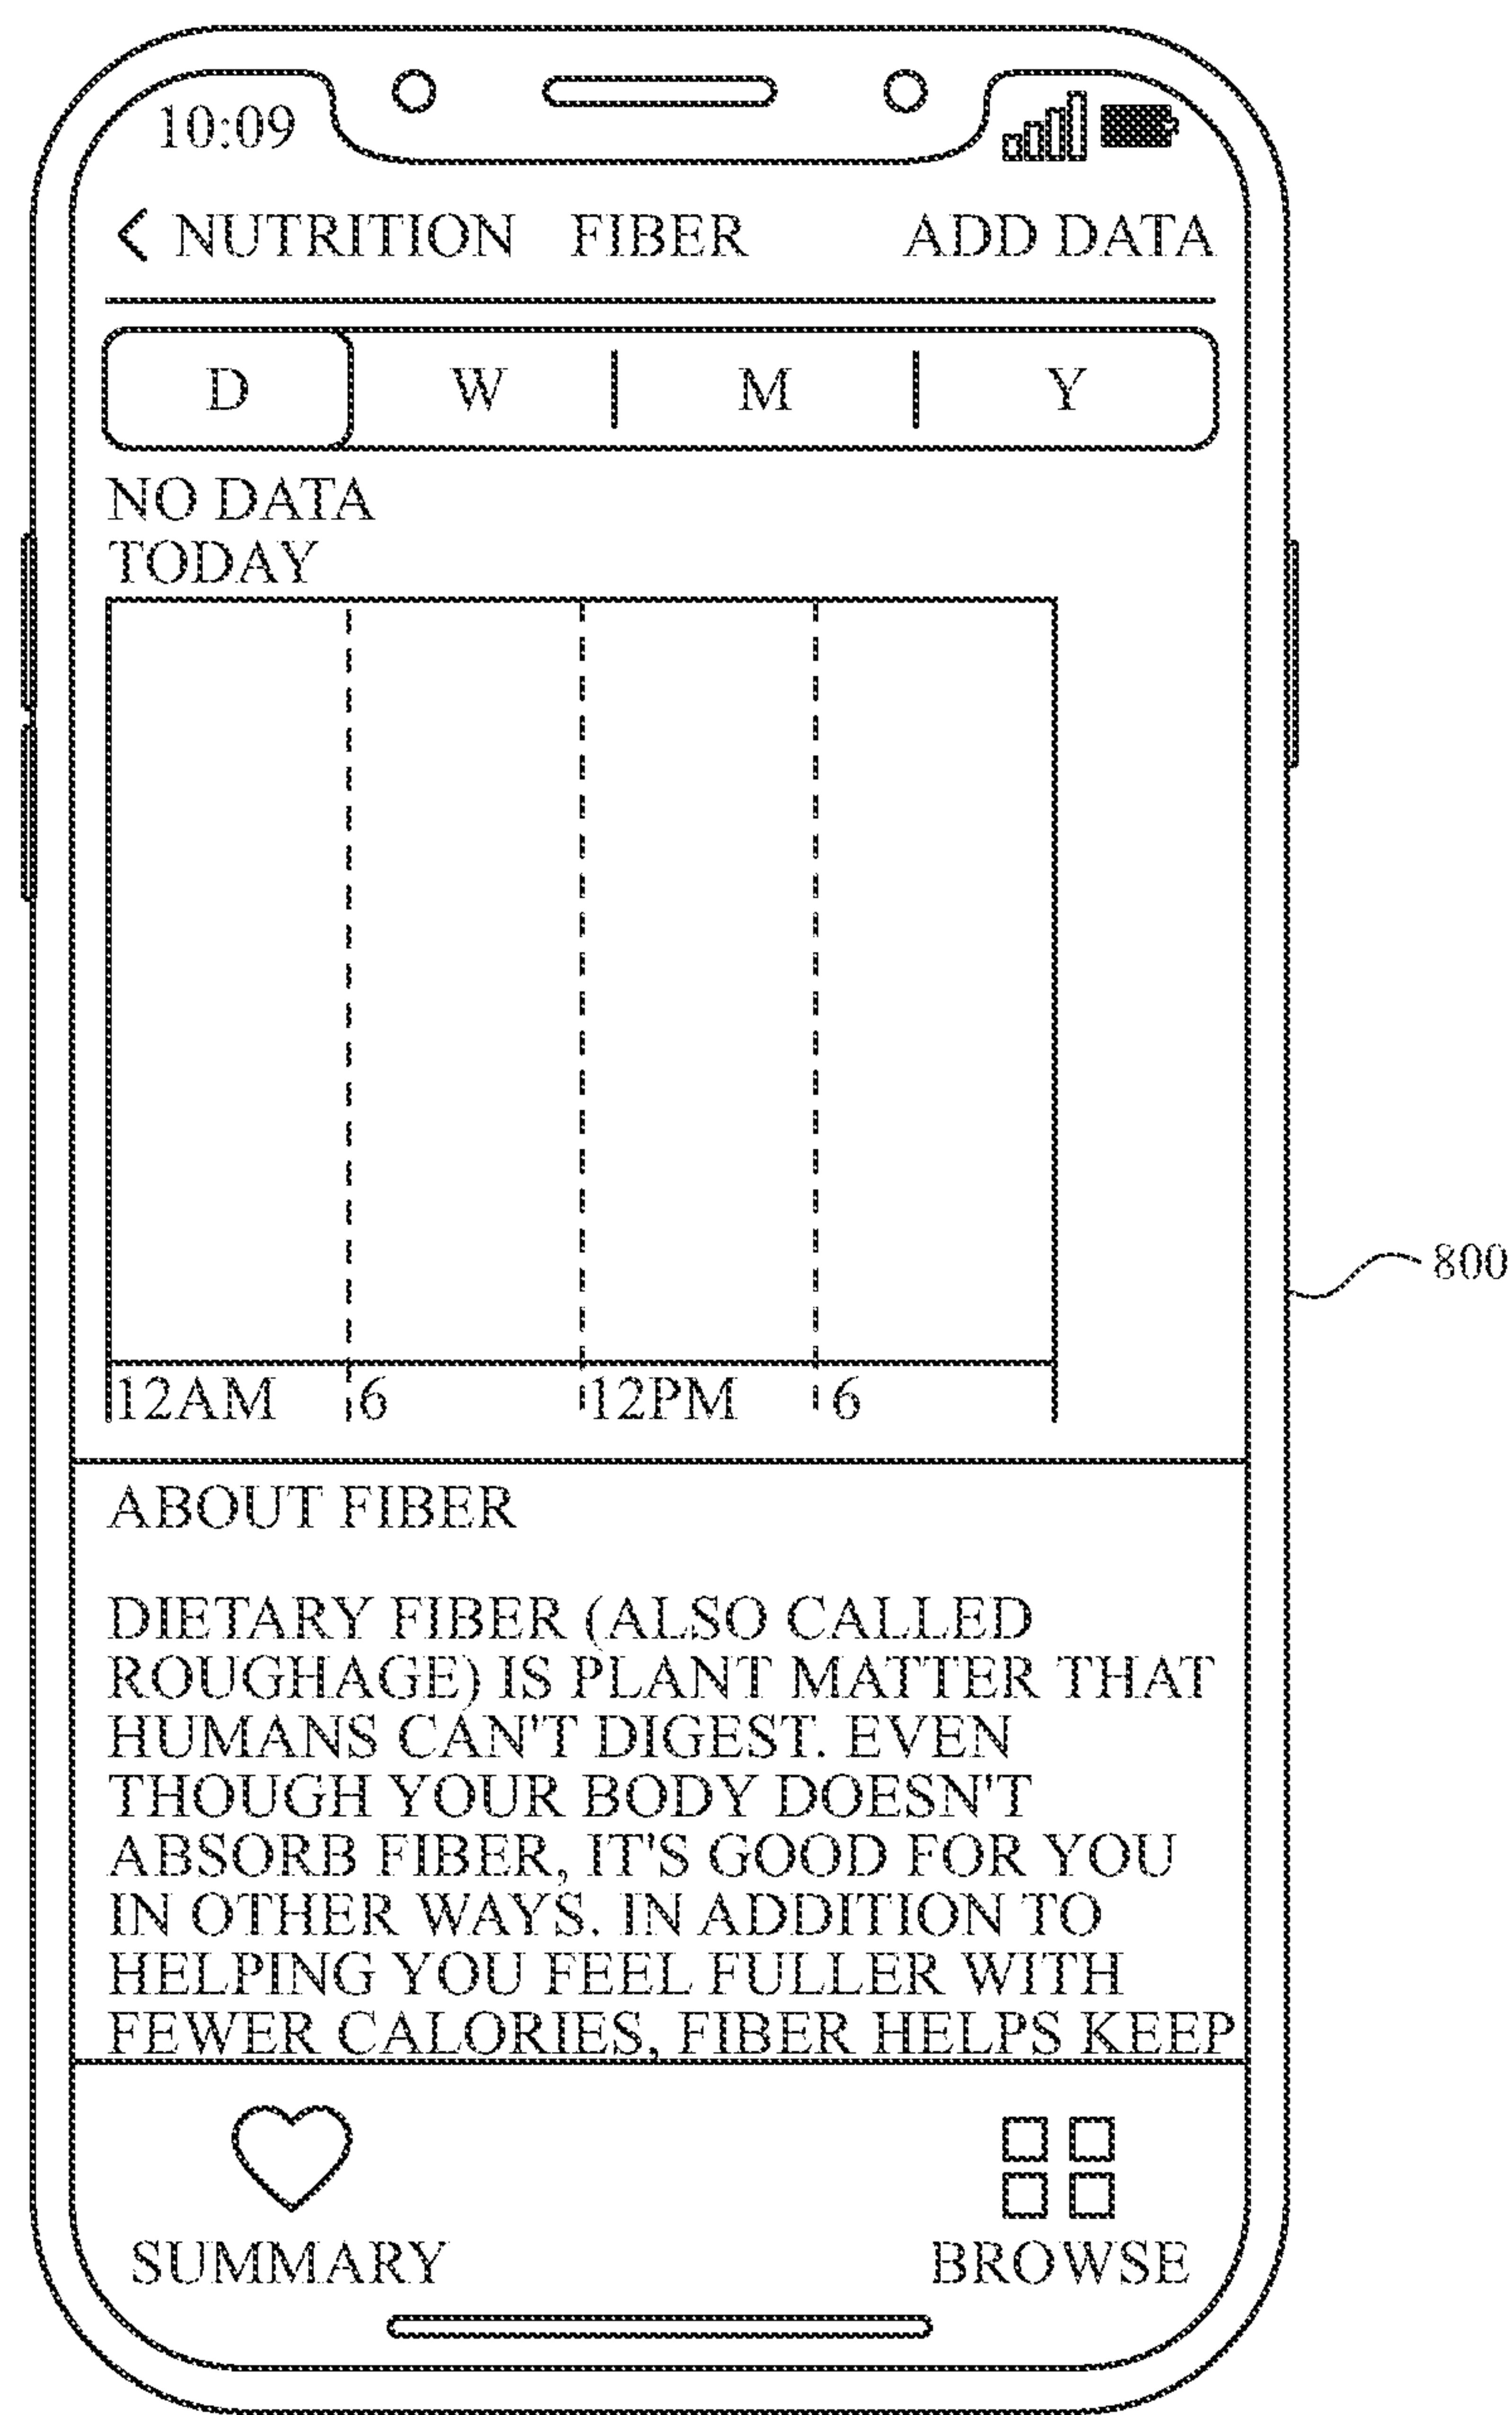 10:09
< NUTRITION FIBER ADD DATA
D W M Y
NO DATA
TODAY
12AM 6 12PM 6
800
ABOUT FIBER
DIETARY FIBER (ALSO CALLED
ROUGHAGE) IS PLANT MATTER THAT
HUMANS CAN'T DIGEST. EVEN
THOUGH YOUR BODY DOESN'T
ABSORB FIBER, IT'S GOOD FOR YOU
IN OTHER WAYS. IN ADDITION TO
HELPING YOU FEEL FULLER WITH
FEWER CALORIES, FIBER HELPS KEEP
SUMMARY BROWSE